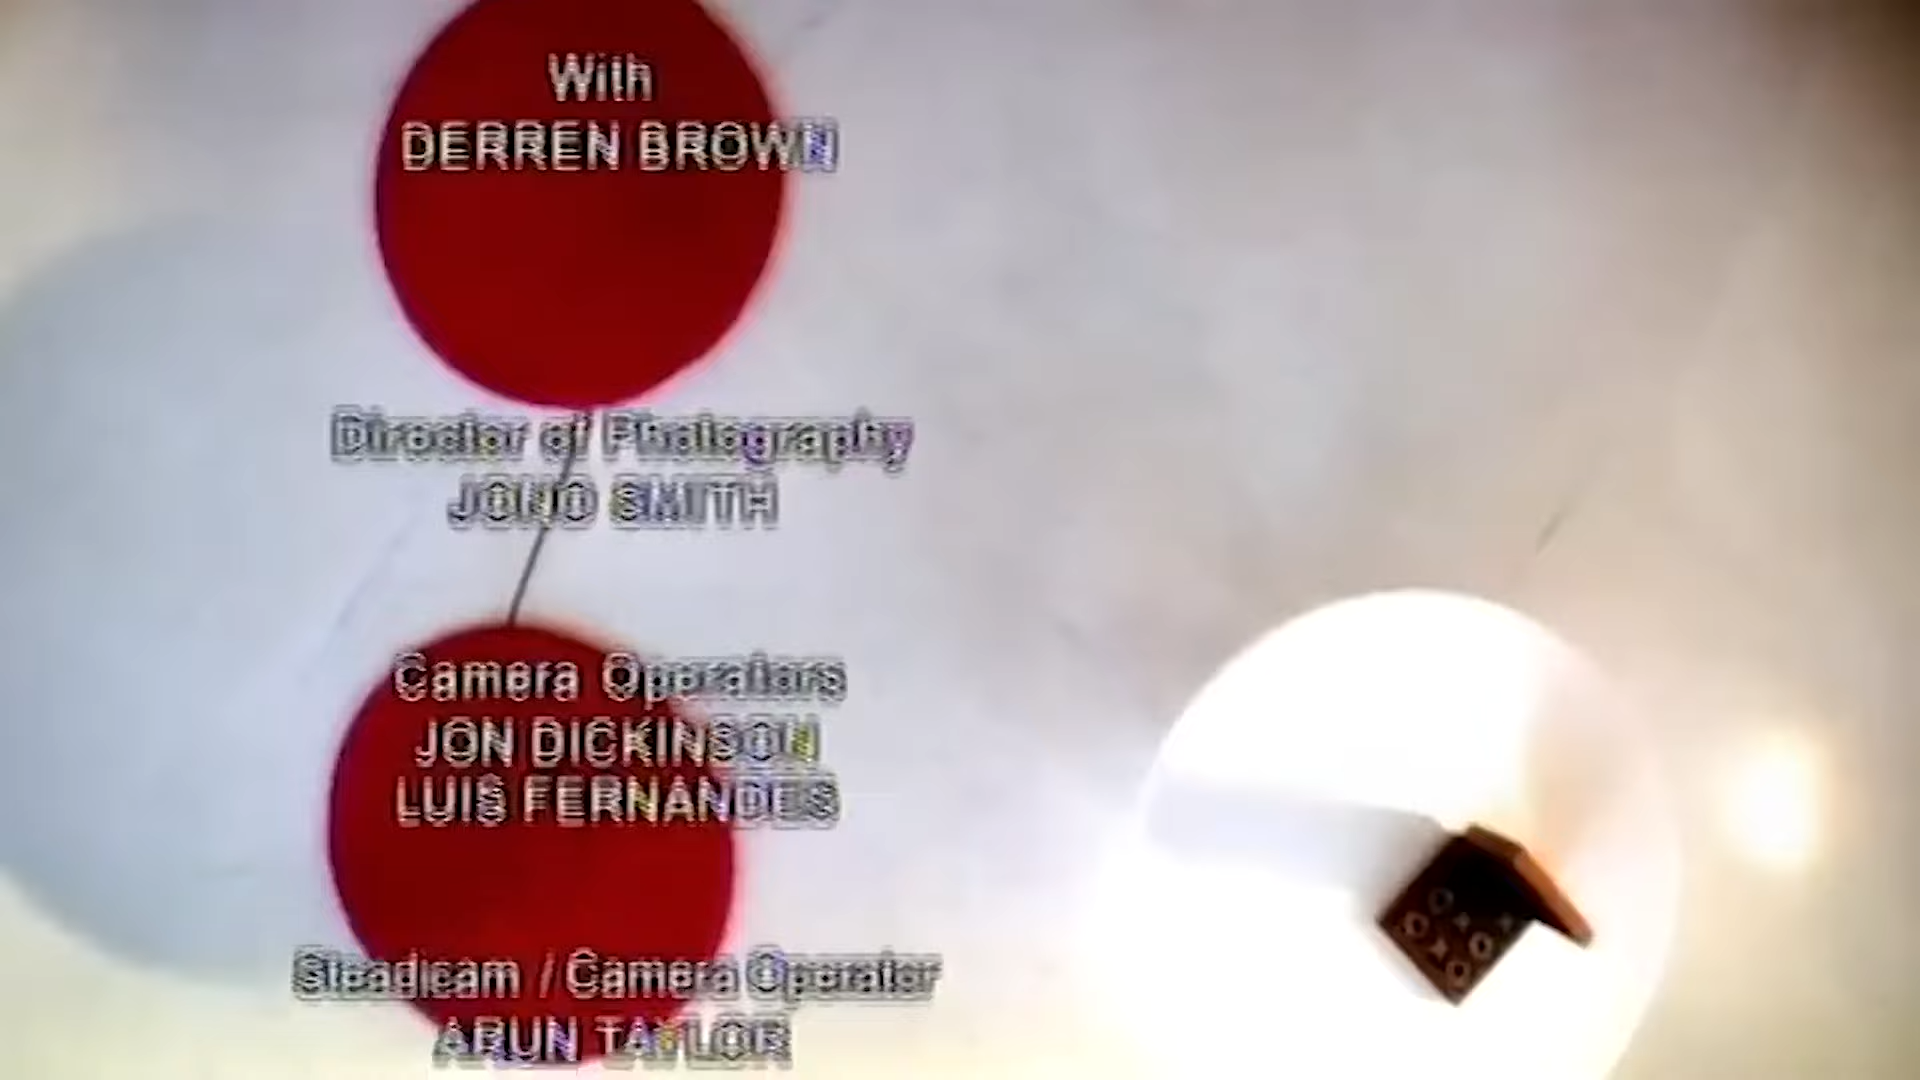 With
DERREN BROWN
Director of Photography
JONO SMITH
Camera Operators
JON DICKINSON
LUIS FERNANDES
Steadicam / Camera Operator
ARUN TAYLOR